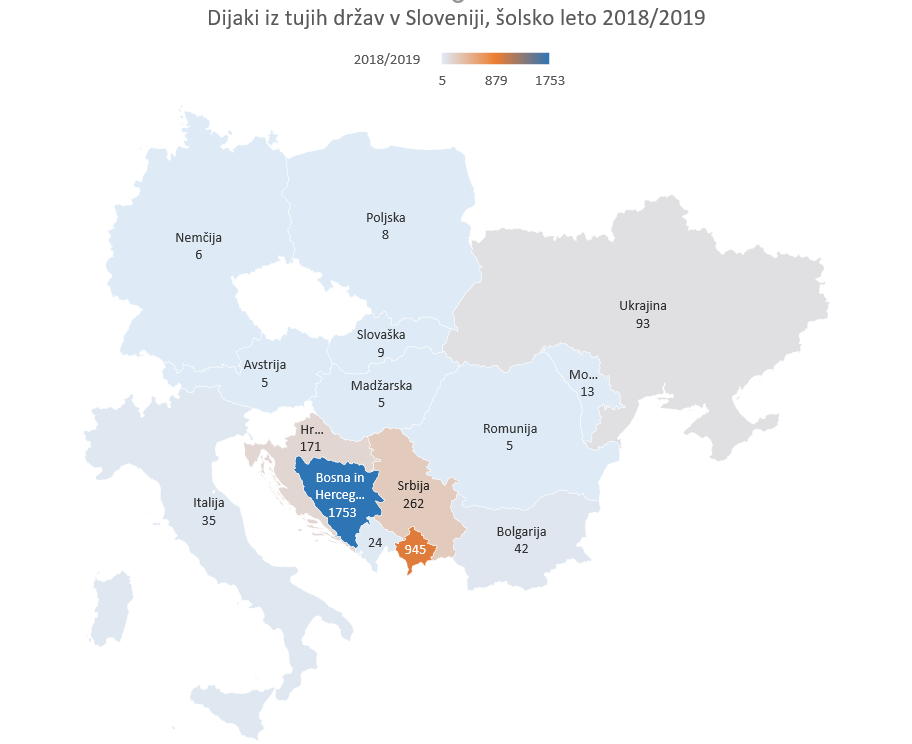 Dijaki iz tujih držav v Sloveniji, šolsko leto 2018/2019
2018/2019
5 879 1753
Poljska
8
Nemčija
6
Ukrajina
93
Slovaška
9
Avstrija
5
Mo...
13
Madžarska
5
Romunija
5
Hr...
171
Bosna in
Herceg...
1753
Srbija
262
Italija
35
Bolgarija
42
24
945